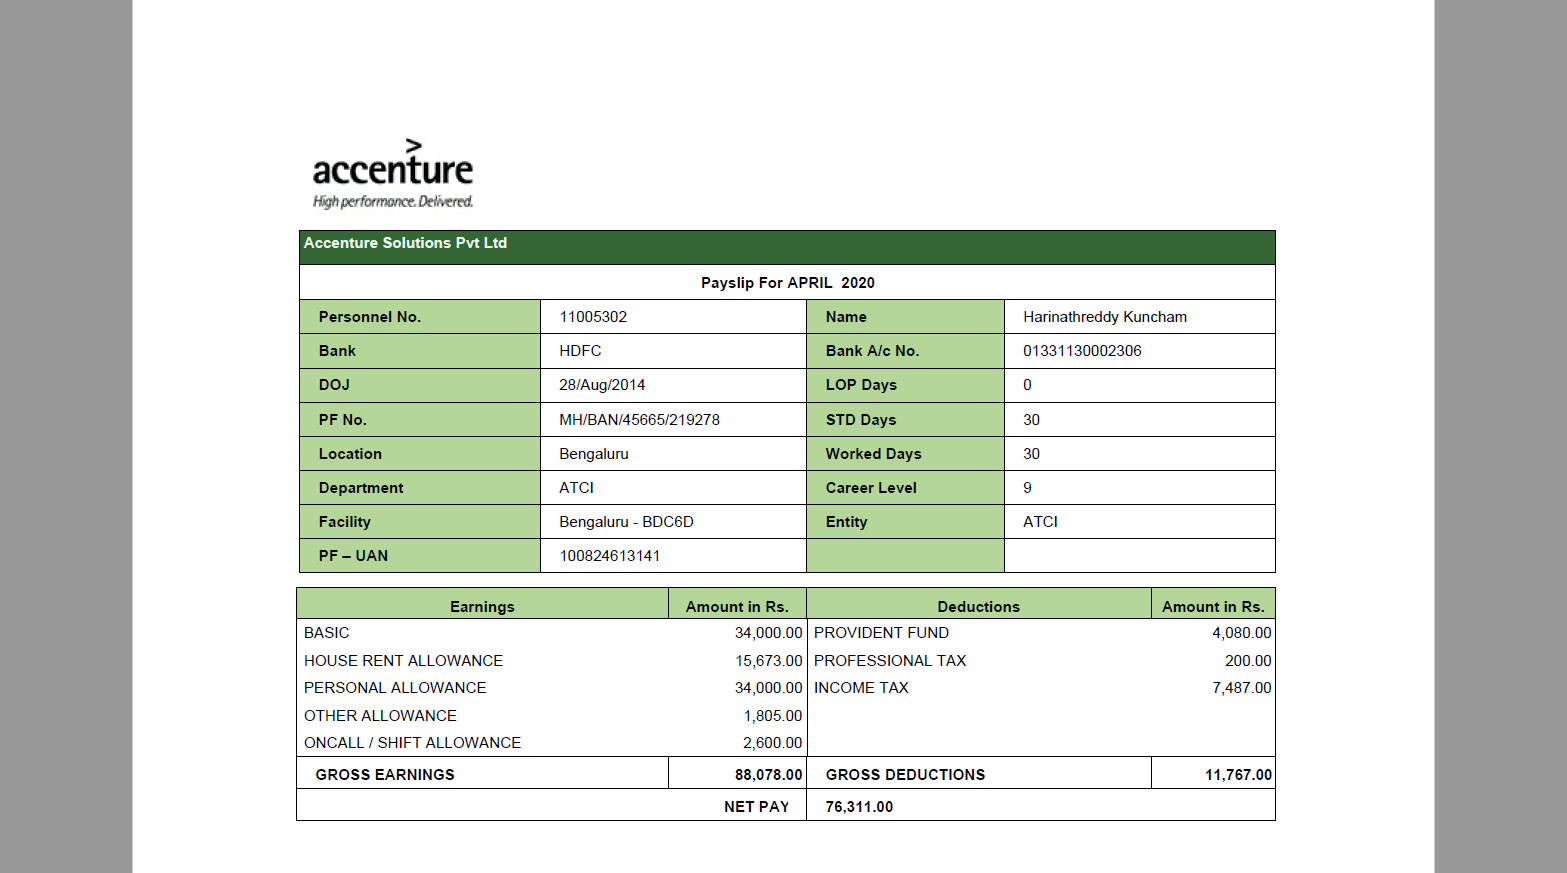 >
accenture
High performance. Delivered.
Accenture Solutions Pvt Ltd
Payslip For APRIL 2020
Personnel No. 11005302 Name Harinathreddy Kuncham
Bank HDFC Bank A/c No. 01331130002306
DOJ 28/Aug/2014 LOP Days 0
PF No. MH/BAN/45665/219278 STD Days 30
Location Bengaluru Worked Days 30
Department ATCI Career Level 9
Facility Bengaluru - BDC6D Entity ATCI
PF – UAN 100824613141
Earnings Amount in Rs. Deductions Amount in Rs.
BASIC 34,000.00 PROVIDENT FUND 4,080.00
HOUSE RENT ALLOWANCE 15,673.00 PROFESSIONAL TAX 200.00
PERSONAL ALLOWANCE 34,000.00 INCOME TAX 7,487.00
OTHER ALLOWANCE 1,805.00
ONCALL / SHIFT ALLOWANCE 2,600.00
GROSS EARNINGS 88,078.00 GROSS DEDUCTIONS 11,767.00
NET PAY 76,311.00